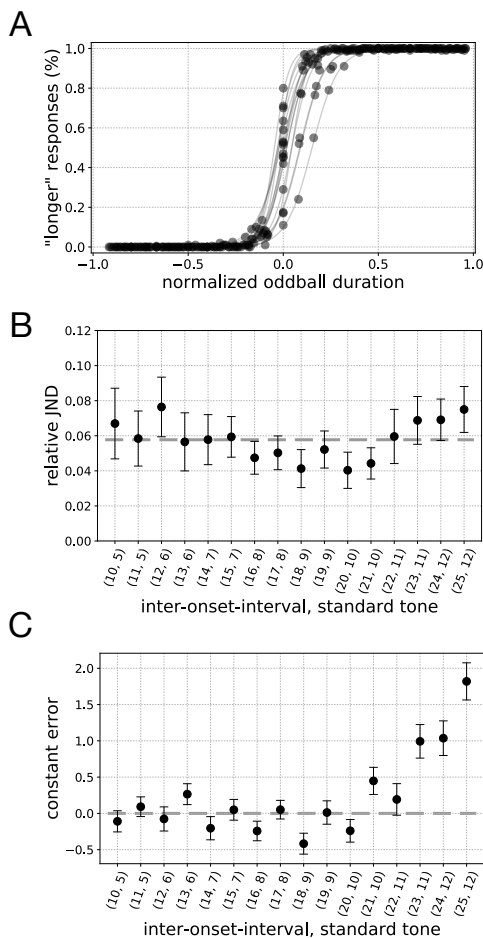 A
"longer" responses (%)
1.0
0.8
0.6
0.4
0.2
0.0
−1.0 −0.5 0.0 0.5 1.0
normalized oddball duration
B
relative JND
0.12
0.10
0.08
0.06
0.04
0.02
0.00
(10, 5) (11, 5) (12, 6) (13, 6) (14, 7) (15, 7) (16, 8) (17, 8) (18, 9) (19, 9) (20, 10) (21, 10) (22, 11) (23, 11) (24, 12) (25, 12)
inter-onset-interval, standard tone
C
constant error
2.0
1.5
1.0
0.5
0.0
−0.5
(10, 5) (11, 5) (12, 6) (13, 6) (14, 7) (15, 7) (16, 8) (17, 8) (18, 9) (19, 9) (20, 10) (21, 10) (22, 11) (23, 11) (24, 12) (25, 12)
inter-onset-interval, standard tone